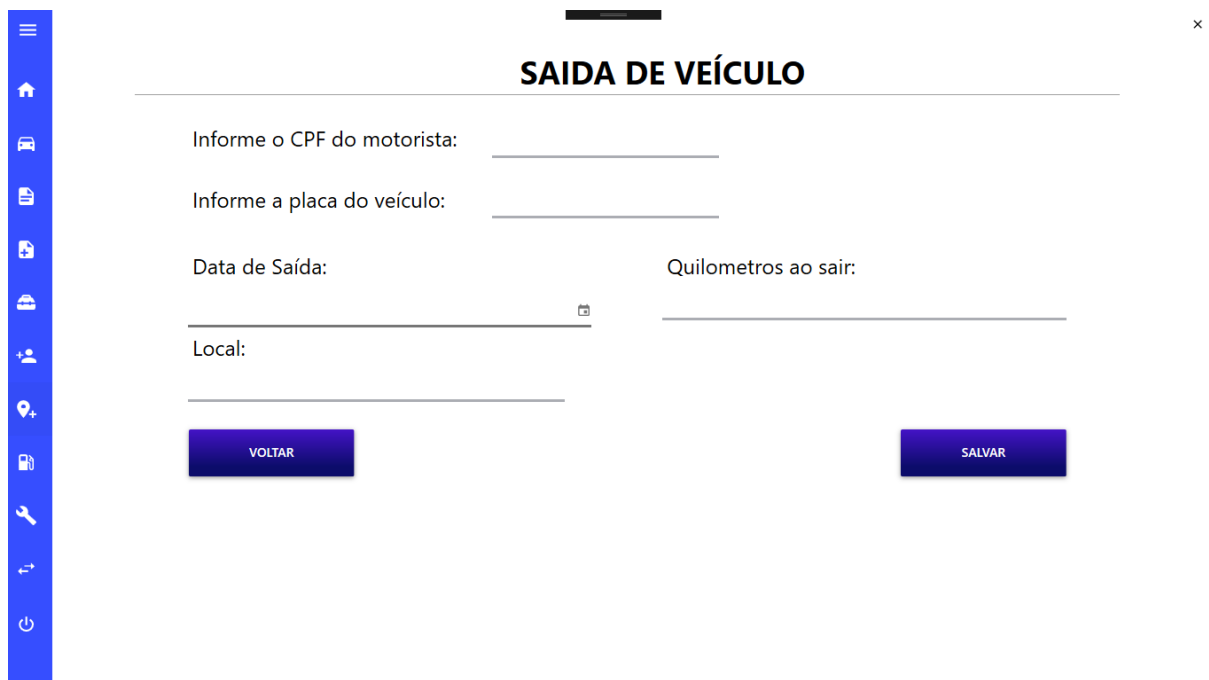 SAIDA DE VEÍCULO
Informe o CPF do motorista:
Informe a placa do veículo:
Data de Saída:
Quilometros ao sair:
Local:
VOLTAR
SALVAR